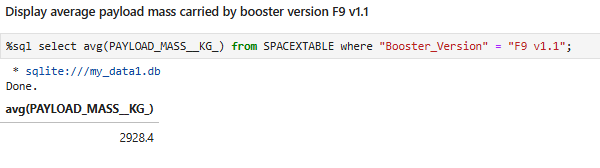 Display average payload mass carried by booster version F9 v1.1
%sql select avg(PAYLOAD_MASS__KG_) from SPACEXTABLE where "Booster_Version" = "F9 v1.1";
* sqlite:///my_data1.db
Done.
avg(PAYLOAD_MASS__KG_)
2928.4